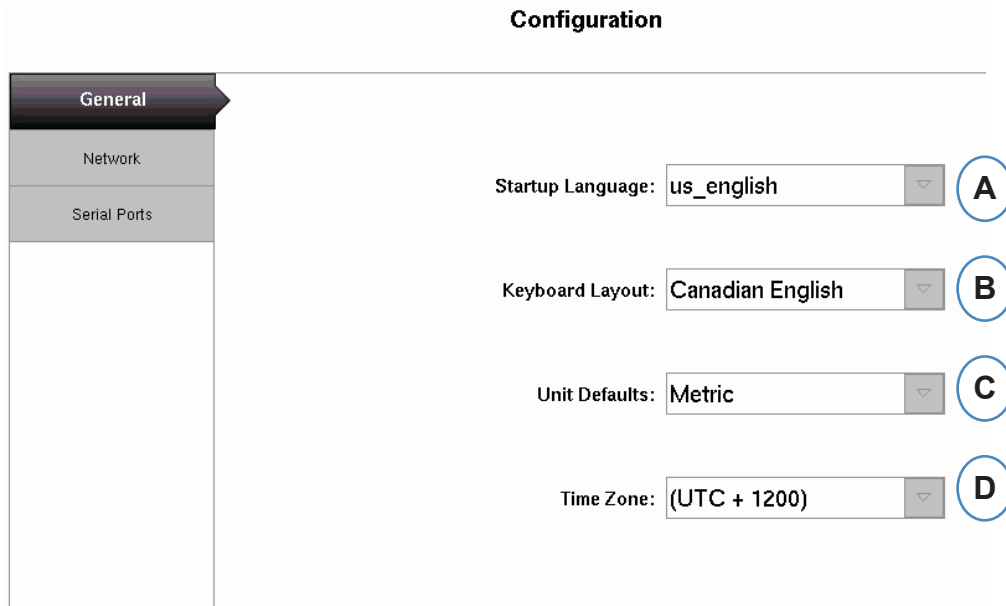 Configuration
General
Network
Serial Ports
Startup Language: us_english A
Keyboard Layout: Canadian English B
Unit Defaults: Metric C
Time Zone: (UTC + 1200) D